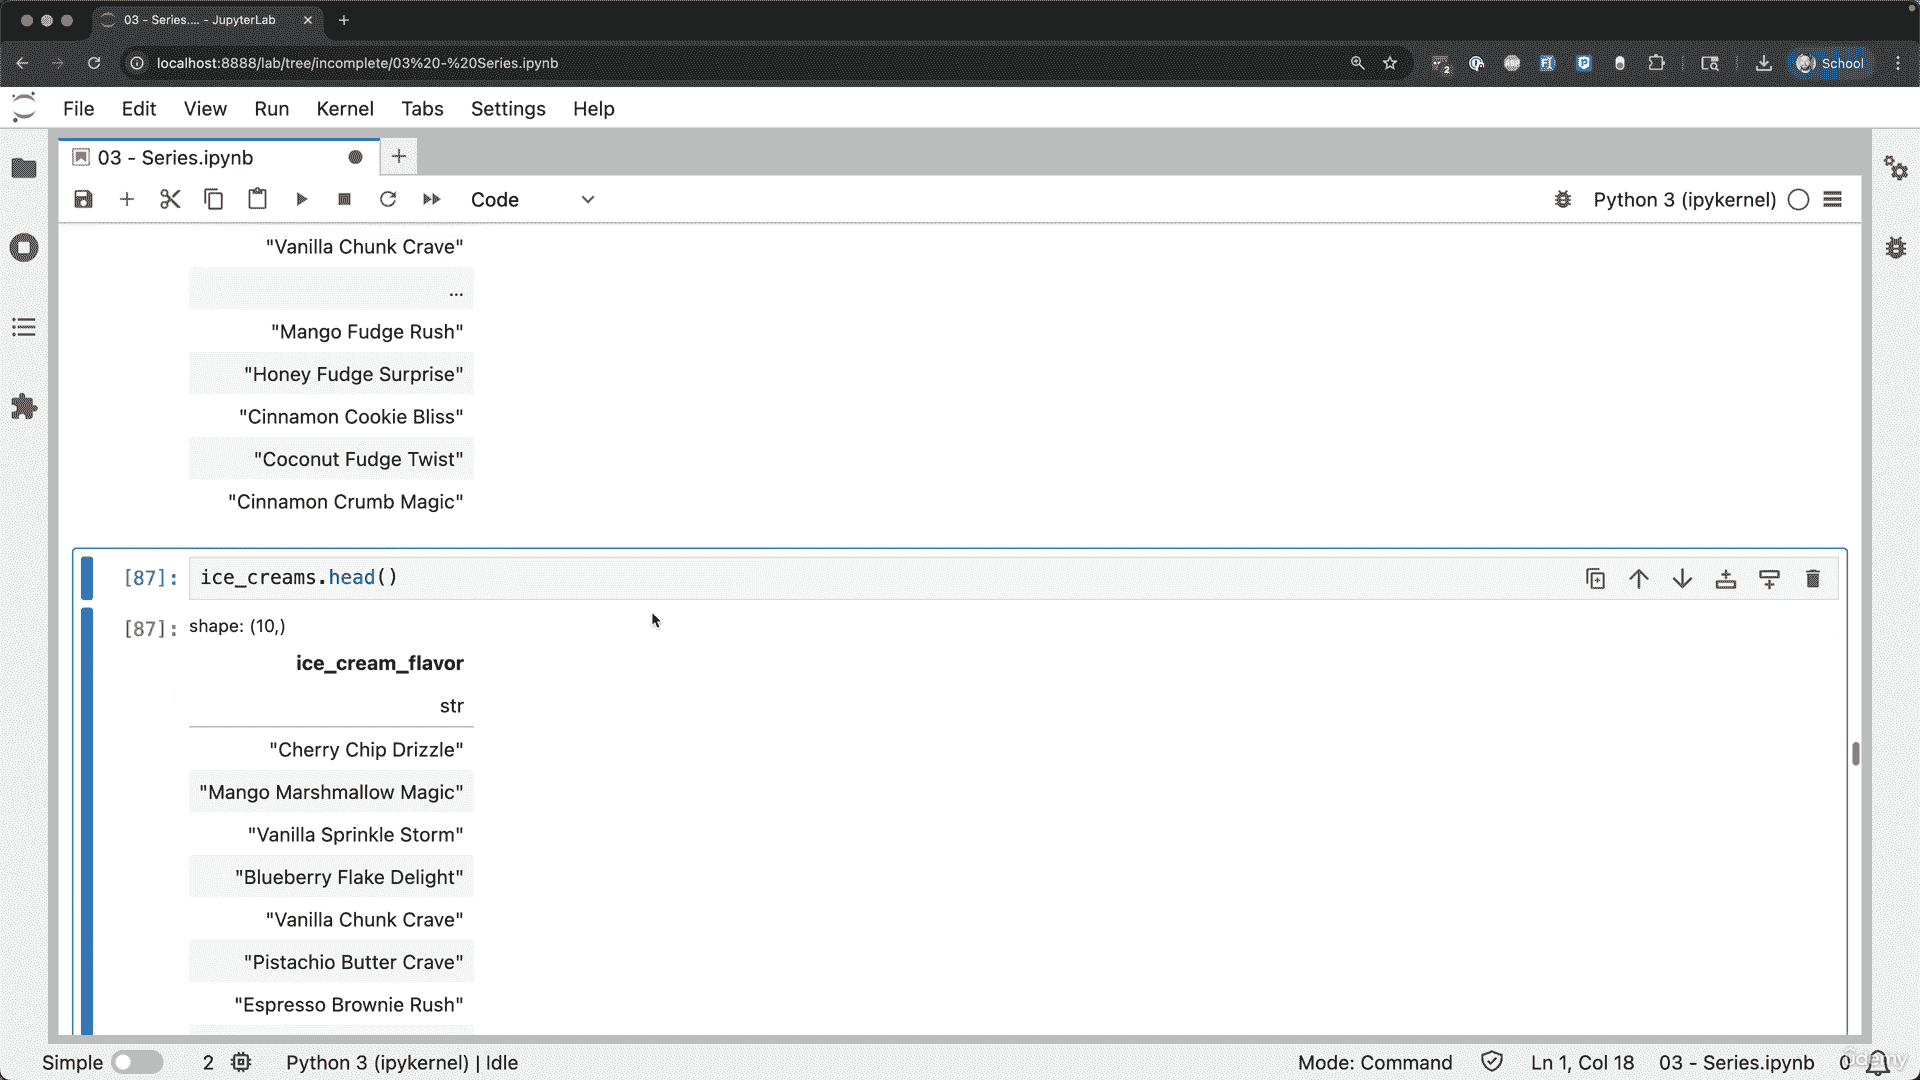 03 - Series.... - JupyterLab
localhost:8888/lab/tree/incomplete/03%20-%20Series.ipynb
2
ABP
School
File Edit View Run Kernel Tabs Settings Help
03 - Series.ipynb
Code
Python 3 (ipykernel)
"Vanilla Chunk Crave"
...
"Mango Fudge Rush"
"Honey Fudge Surprise"
"Cinnamon Cookie Bliss"
"Coconut Fudge Twist"
"Cinnamon Crumb Magic"
[87]: ice_creams.head()
[87]: shape: (10,)
ice_cream_flavor
str
"Cherry Chip Drizzle"
"Mango Marshmallow Magic"
"Vanilla Sprinkle Storm"
"Blueberry Flake Delight"
"Vanilla Chunk Crave"
"Pistachio Butter Crave"
"Espresso Brownie Rush"
Simple 2 Python 3 (ipykernel) | Idle Mode: Command Ln 1, Col 18 03 - Series.ipynb 0
ûdemy